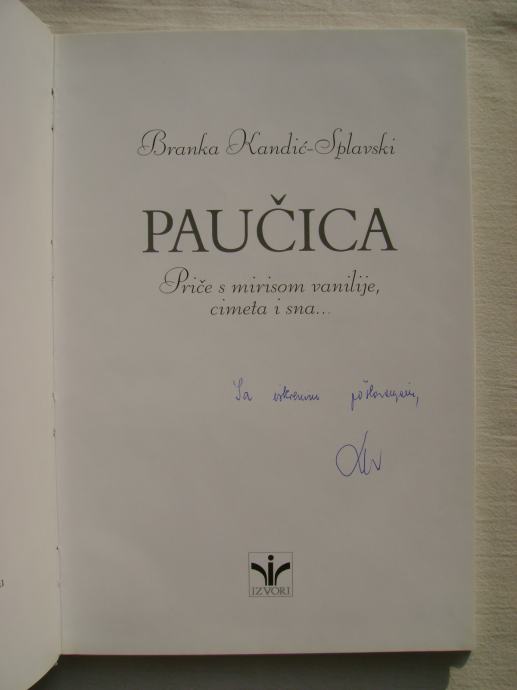 Branka Kandić-Splavski
PAUČICA
Priče s mirisom vanilije,
cimeta i sna...
Sa iskrenim poštovanjem,
IZVORI